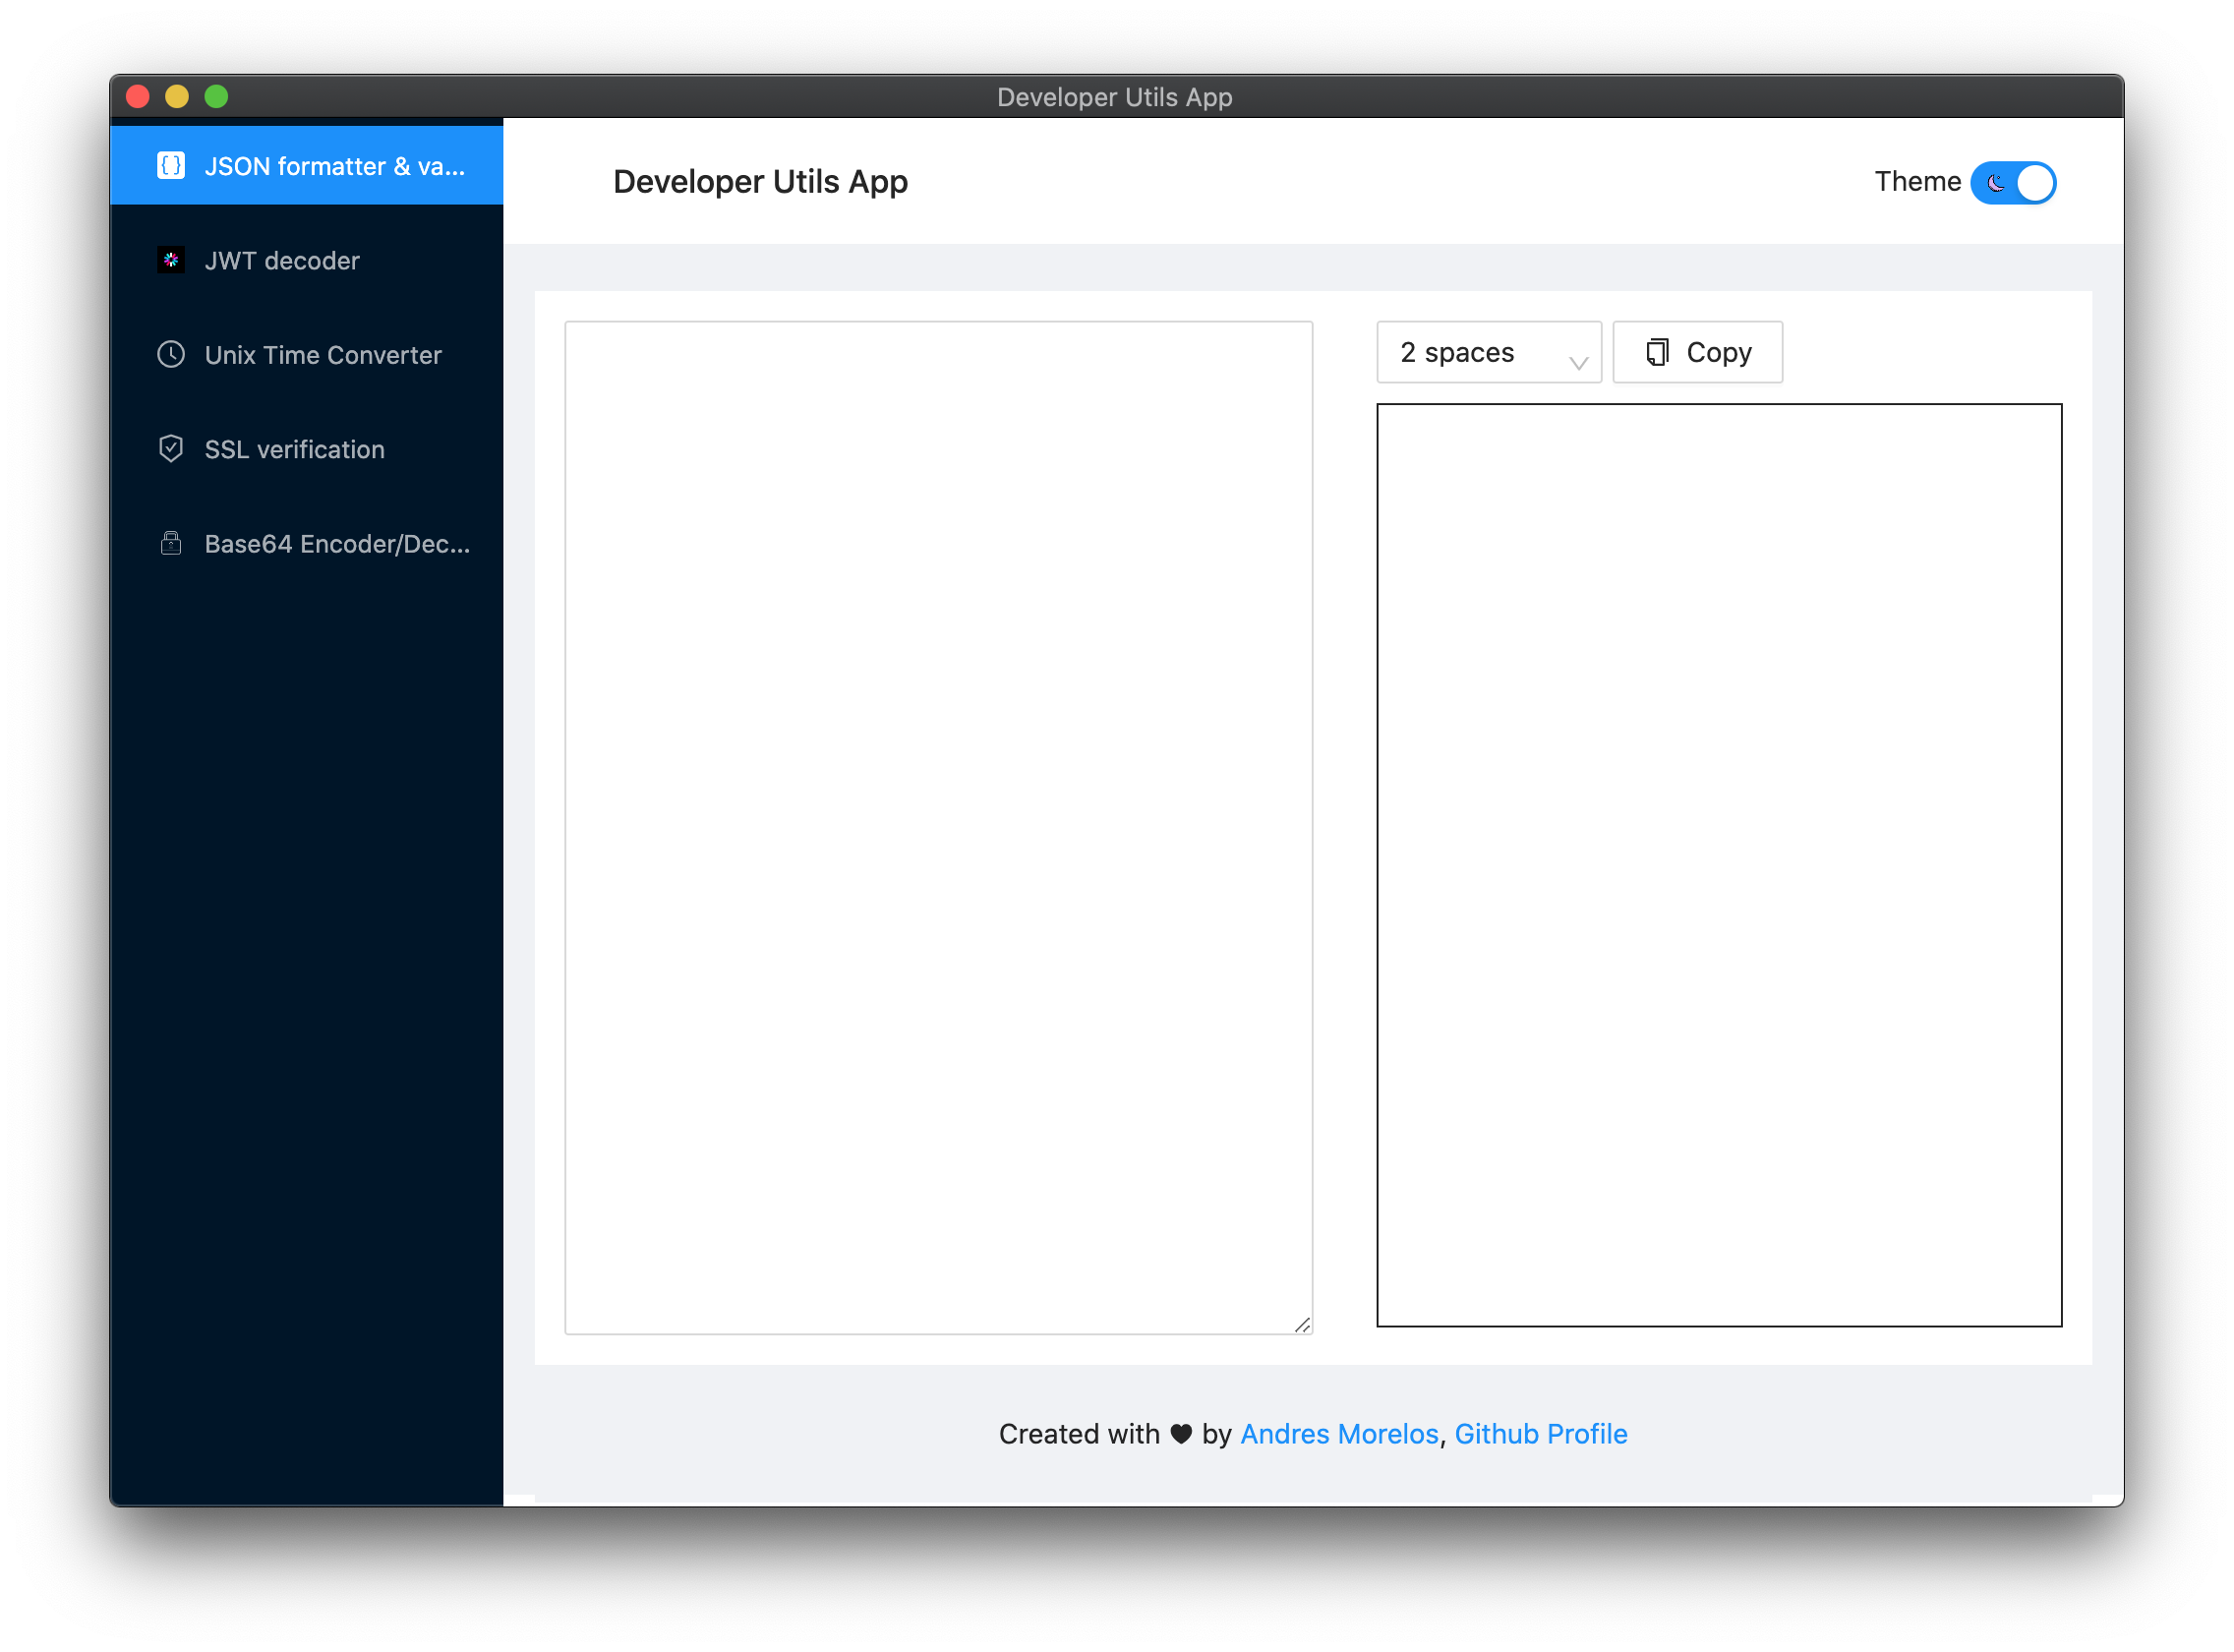 Developer Utils App
JSON formatter & va...
JWT decoder
Unix Time Converter
SSL verification
Base64 Encoder/Dec...
Developer Utils App
Theme
2 spaces
Copy
Created with ♥ by Andres Morelos, Github Profile